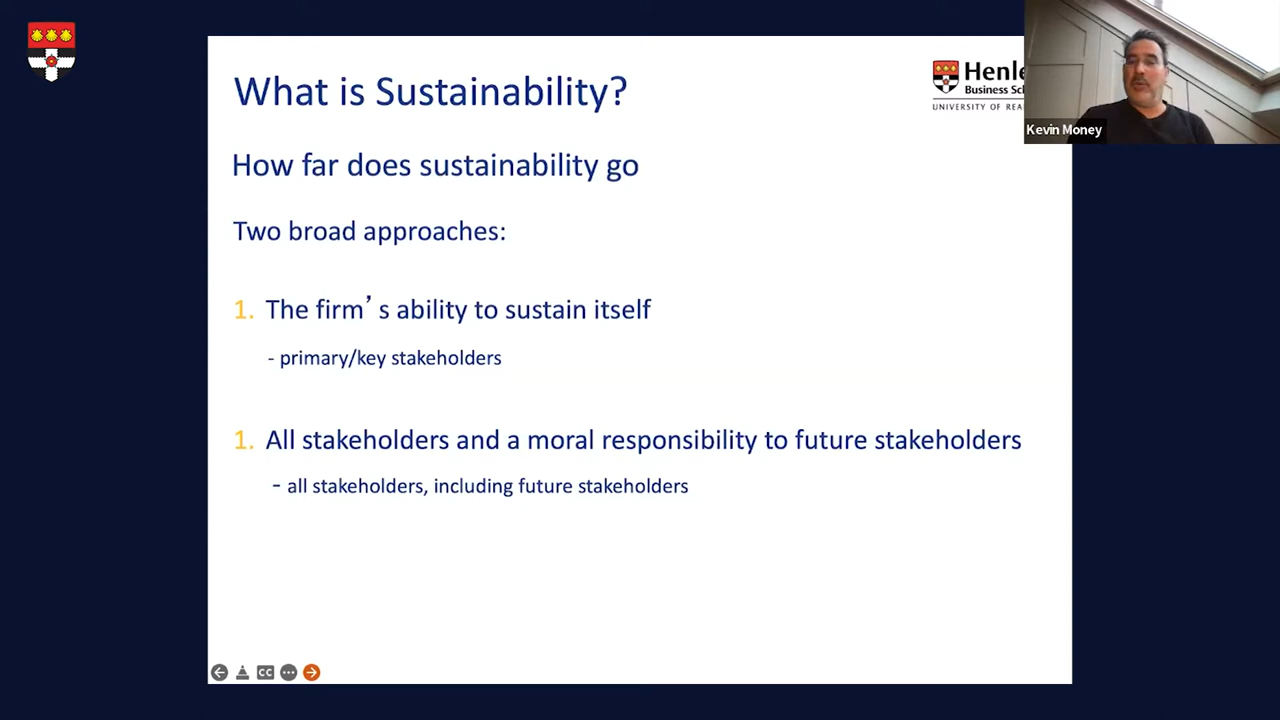 What is Sustainability?
Henle
Business Sc
UNIVERSITY OF REA
Kevin Money
How far does sustainability go
Two broad approaches:
1. The firm’s ability to sustain itself
- primary/key stakeholders
1. All stakeholders and a moral responsibility to future stakeholders
- all stakeholders, including future stakeholders
CC